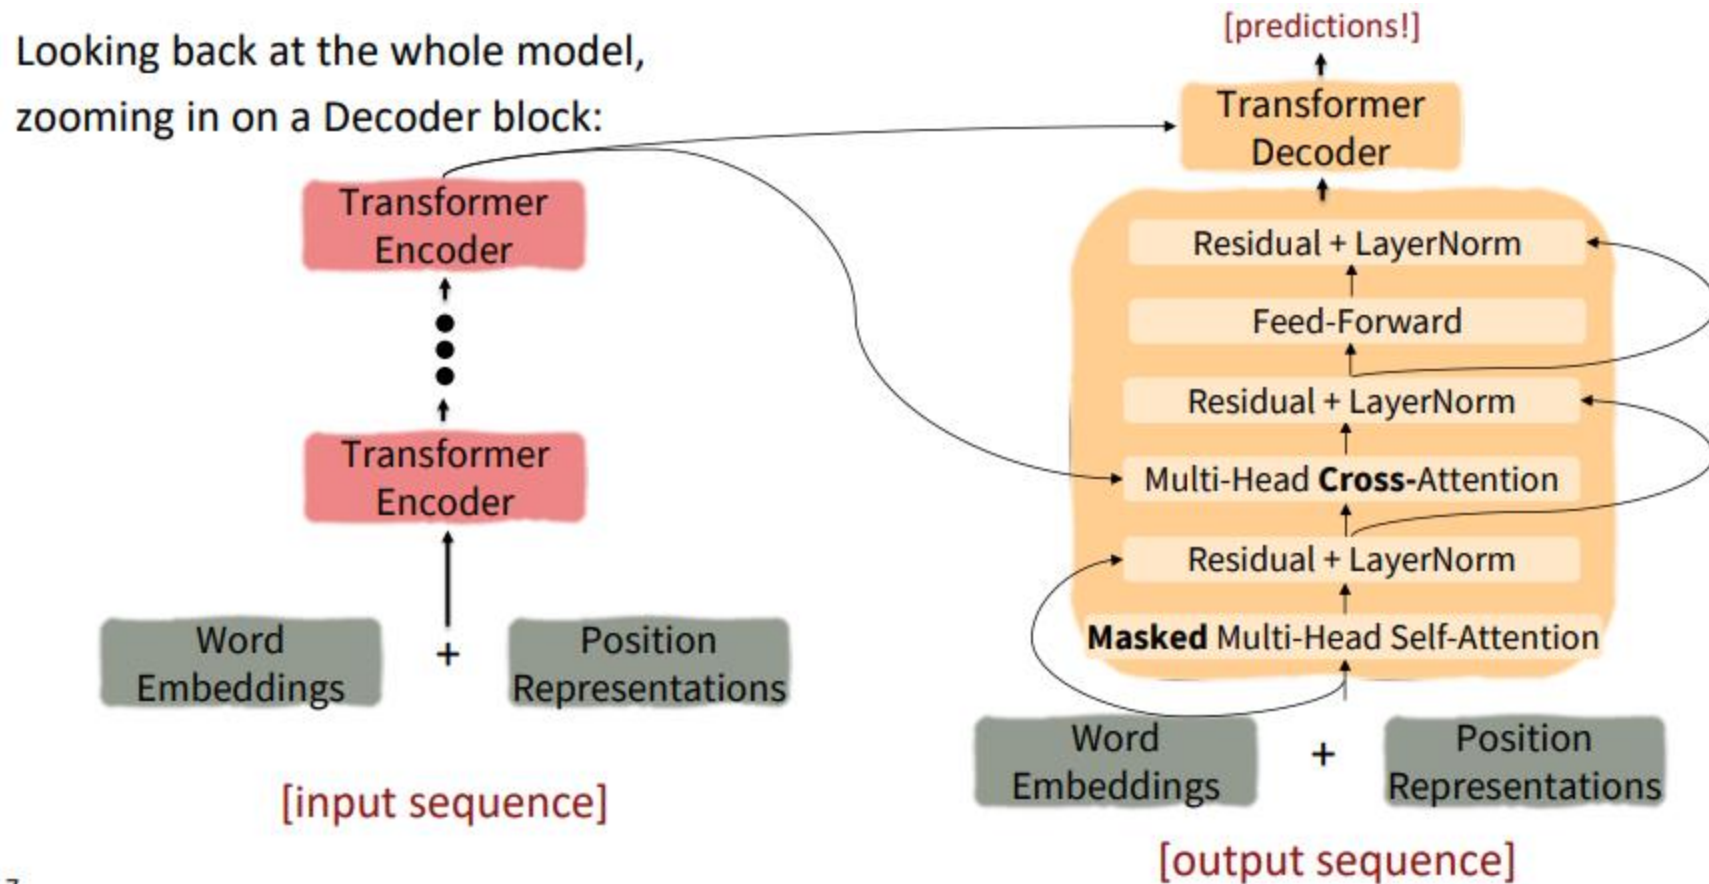 Looking back at the whole model,
zooming in on a Decoder block:
Transformer
Encoder
Transformer
Encoder
Word
Embeddings
+
Position
Representations
[input sequence]
[predictions!]
Transformer
Decoder
Residual + LayerNorm
Feed-Forward
Residual + LayerNorm
Multi-Head Cross-Attention
Residual + LayerNorm
Masked Multi-Head Self-Attention
Word
Embeddings
+
Position
Representations
[output sequence]